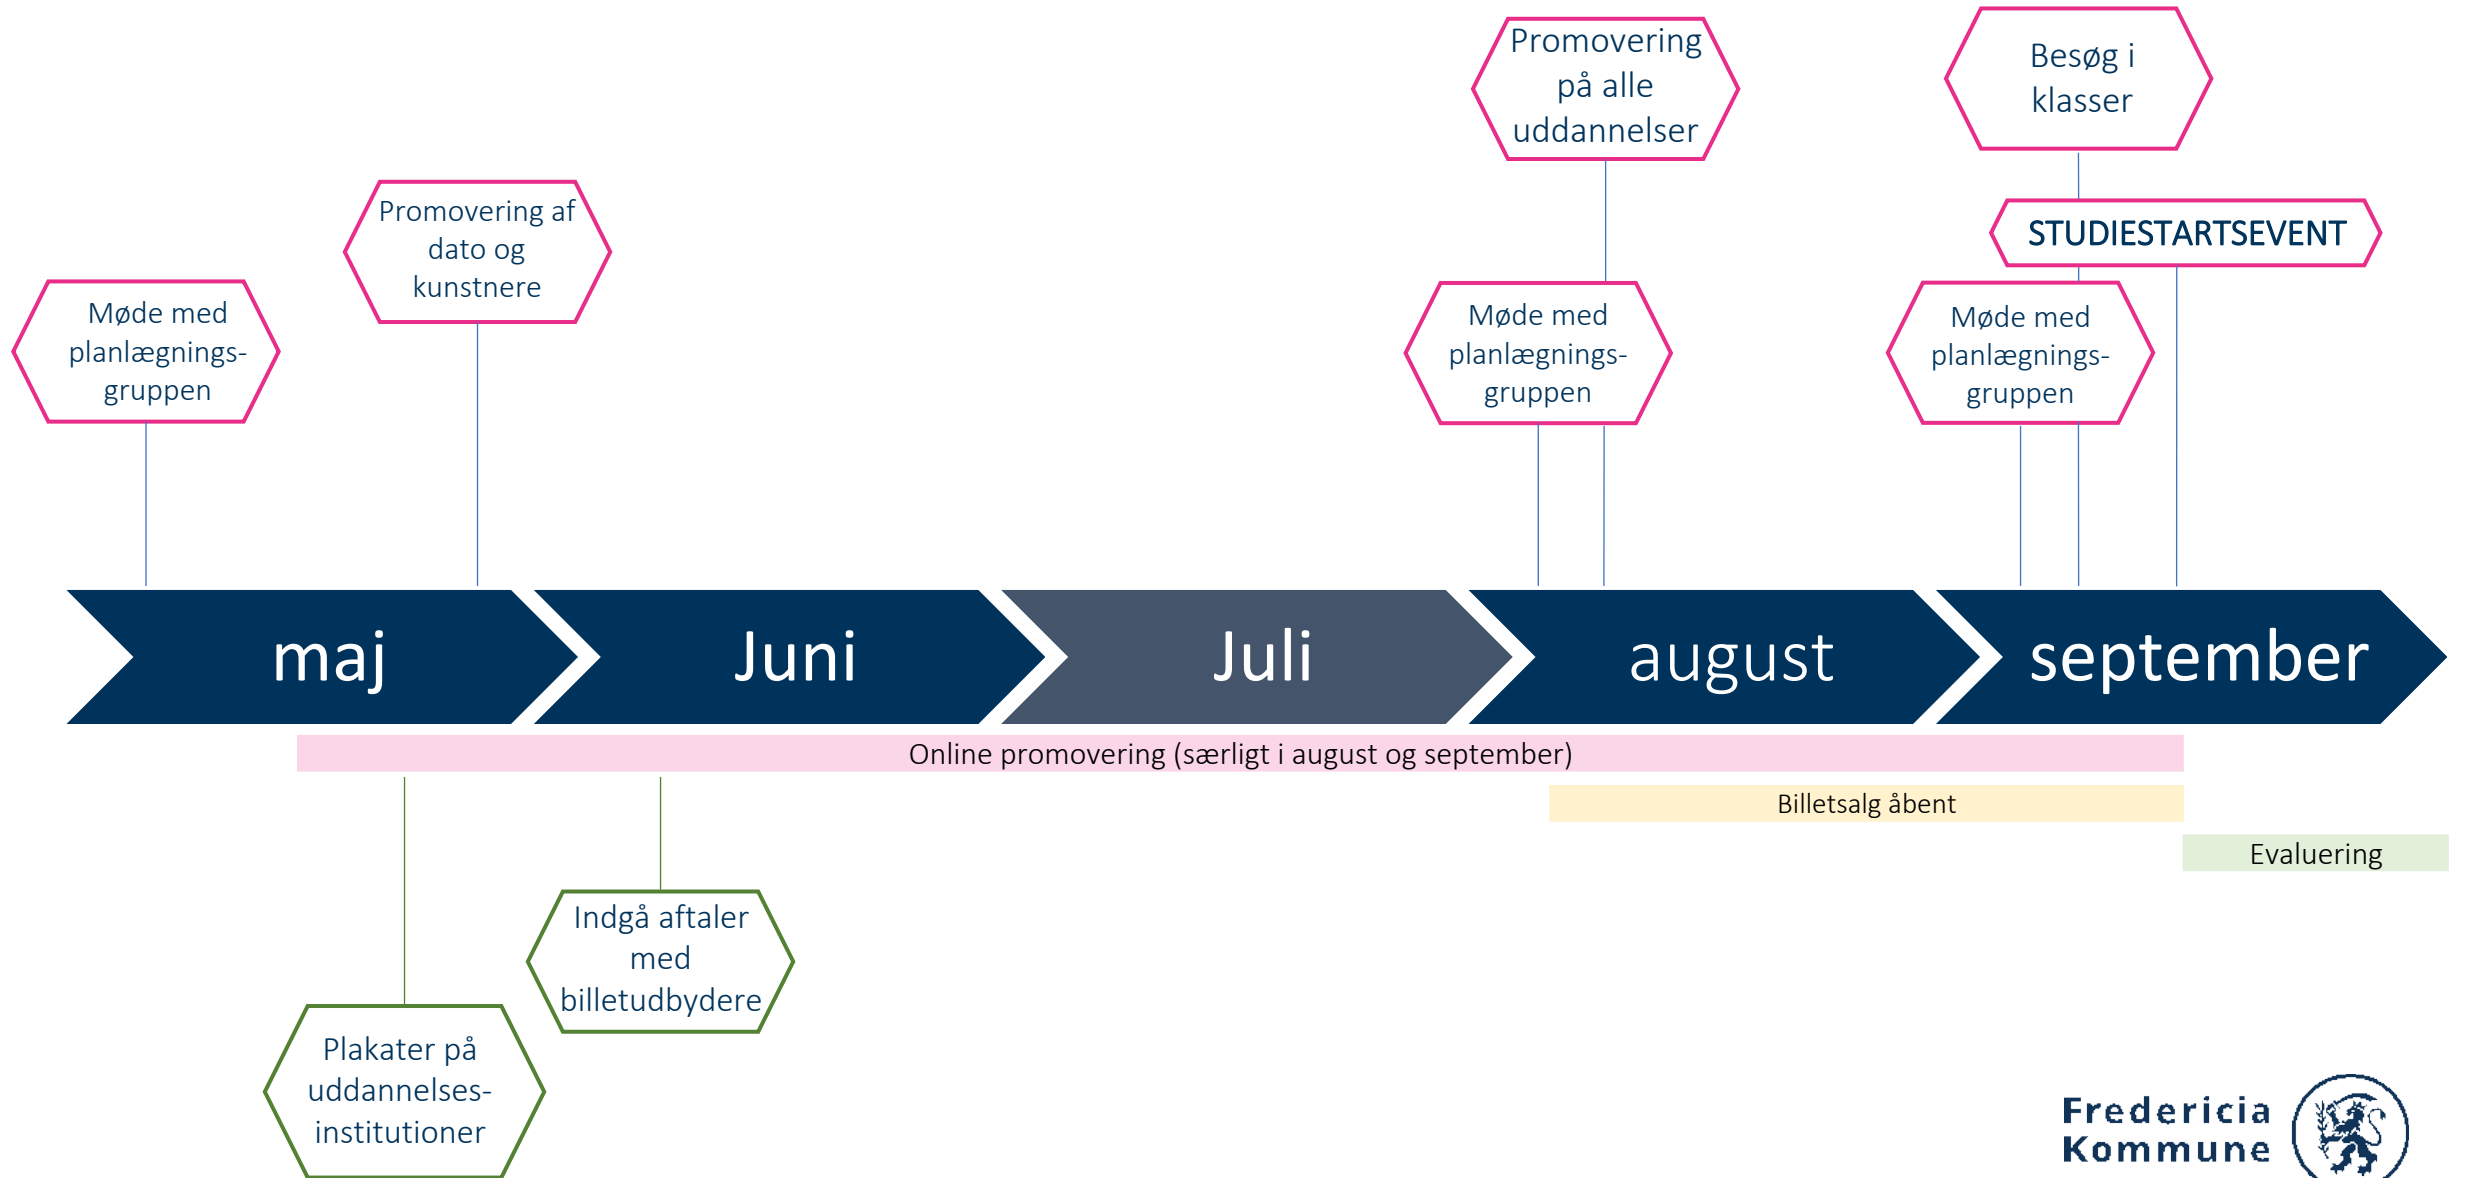 Promovering
på alle
uddannelser
Besøg i
klasser
Promovering af
dato og
kunstnere
STUDIESTARTSEVENT
Møde med
planlægnings-
gruppen
Møde med
planlægnings-
gruppen
Møde med
planlægnings-
gruppen
maj
Juni
Juli
august
september
Online promovering (særligt i august og september)
Billetsalg åbent
Evaluering
Indgå aftaler
med
billetudbydere
Plakater på
uddannelses-
institutioner
Fredericia
Kommune